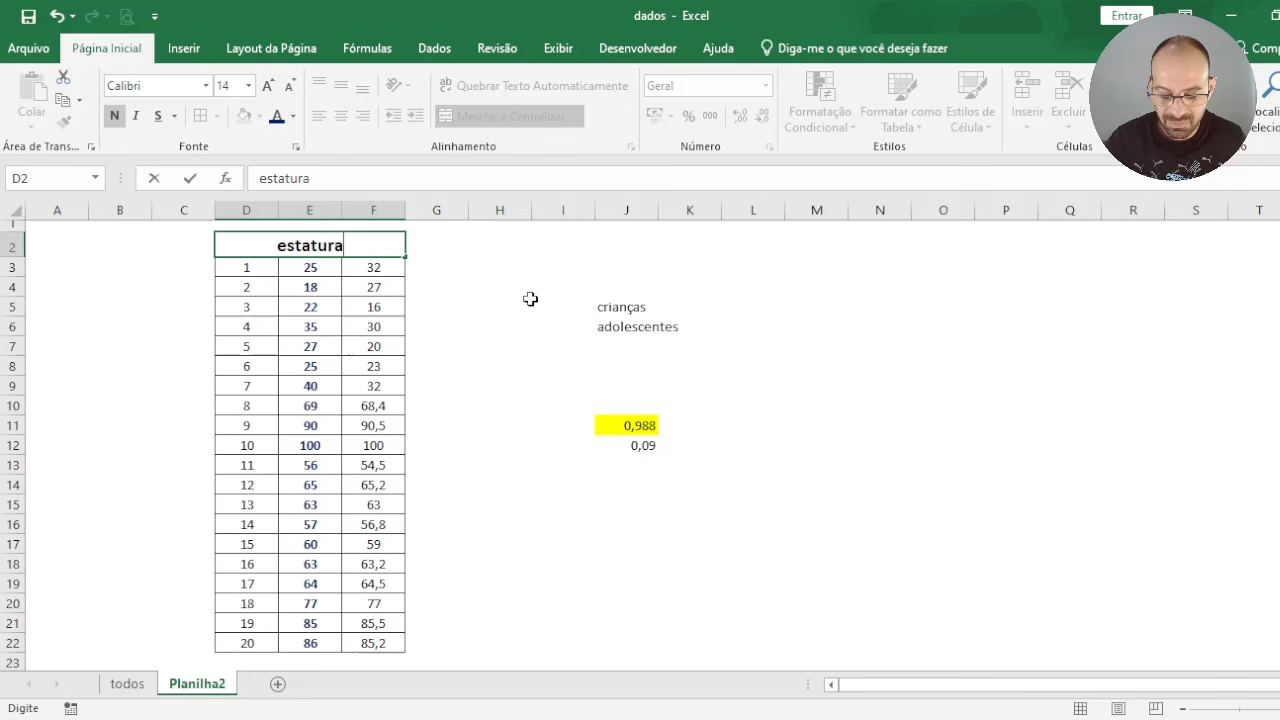 dados - Excel
Entrar
Arquivo Página Inicial Inserir Layout da Página Fórmulas Dados Revisão Exibir Desenvolvedor Ajuda Diga-me o que você deseja fazer
Calibri 14 Quebrar Texto Automaticamente Geral
Colar N I S Mesclar e Centralizar % 000 Formatação Condicional Formatar como Tabela Estilos de Célula Inserir Excluir
Área de Trans... Fonte Alinhamento Número Estilos Células
D2 fx estatura
A B C D E F G H I J K L M N O P Q R S T
1
2 estatura
3 1 25 32
4 2 18 27
5 3 22 16 crianças
6 4 35 30 adolescentes
7 5 27 20
8 6 25 23
9 7 40 32
10 8 69 68,4
11 9 90 90,5 0,988
12 10 100 100 0,09
13 11 56 54,5
14 12 65 65,2
15 13 63 63
16 14 57 56,8
17 15 60 59
18 16 63 63,2
19 17 64 64,5
20 18 77 77
21 19 85 85,5
22 20 86 85,2
23
todos Planilha2
Digite